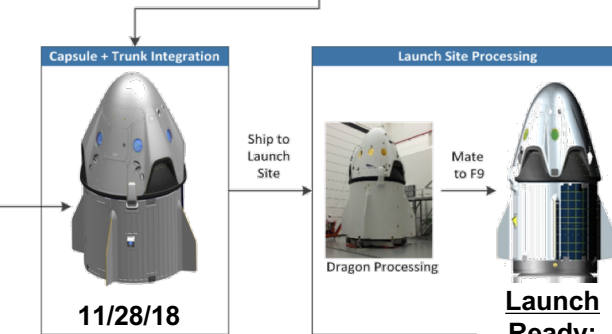 Capsule + Trunk Integration
11/28/18
Ship to
Launch
Site
Launch Site Processing
Dragon Processing
Mate
to F9
Launch
Ready: